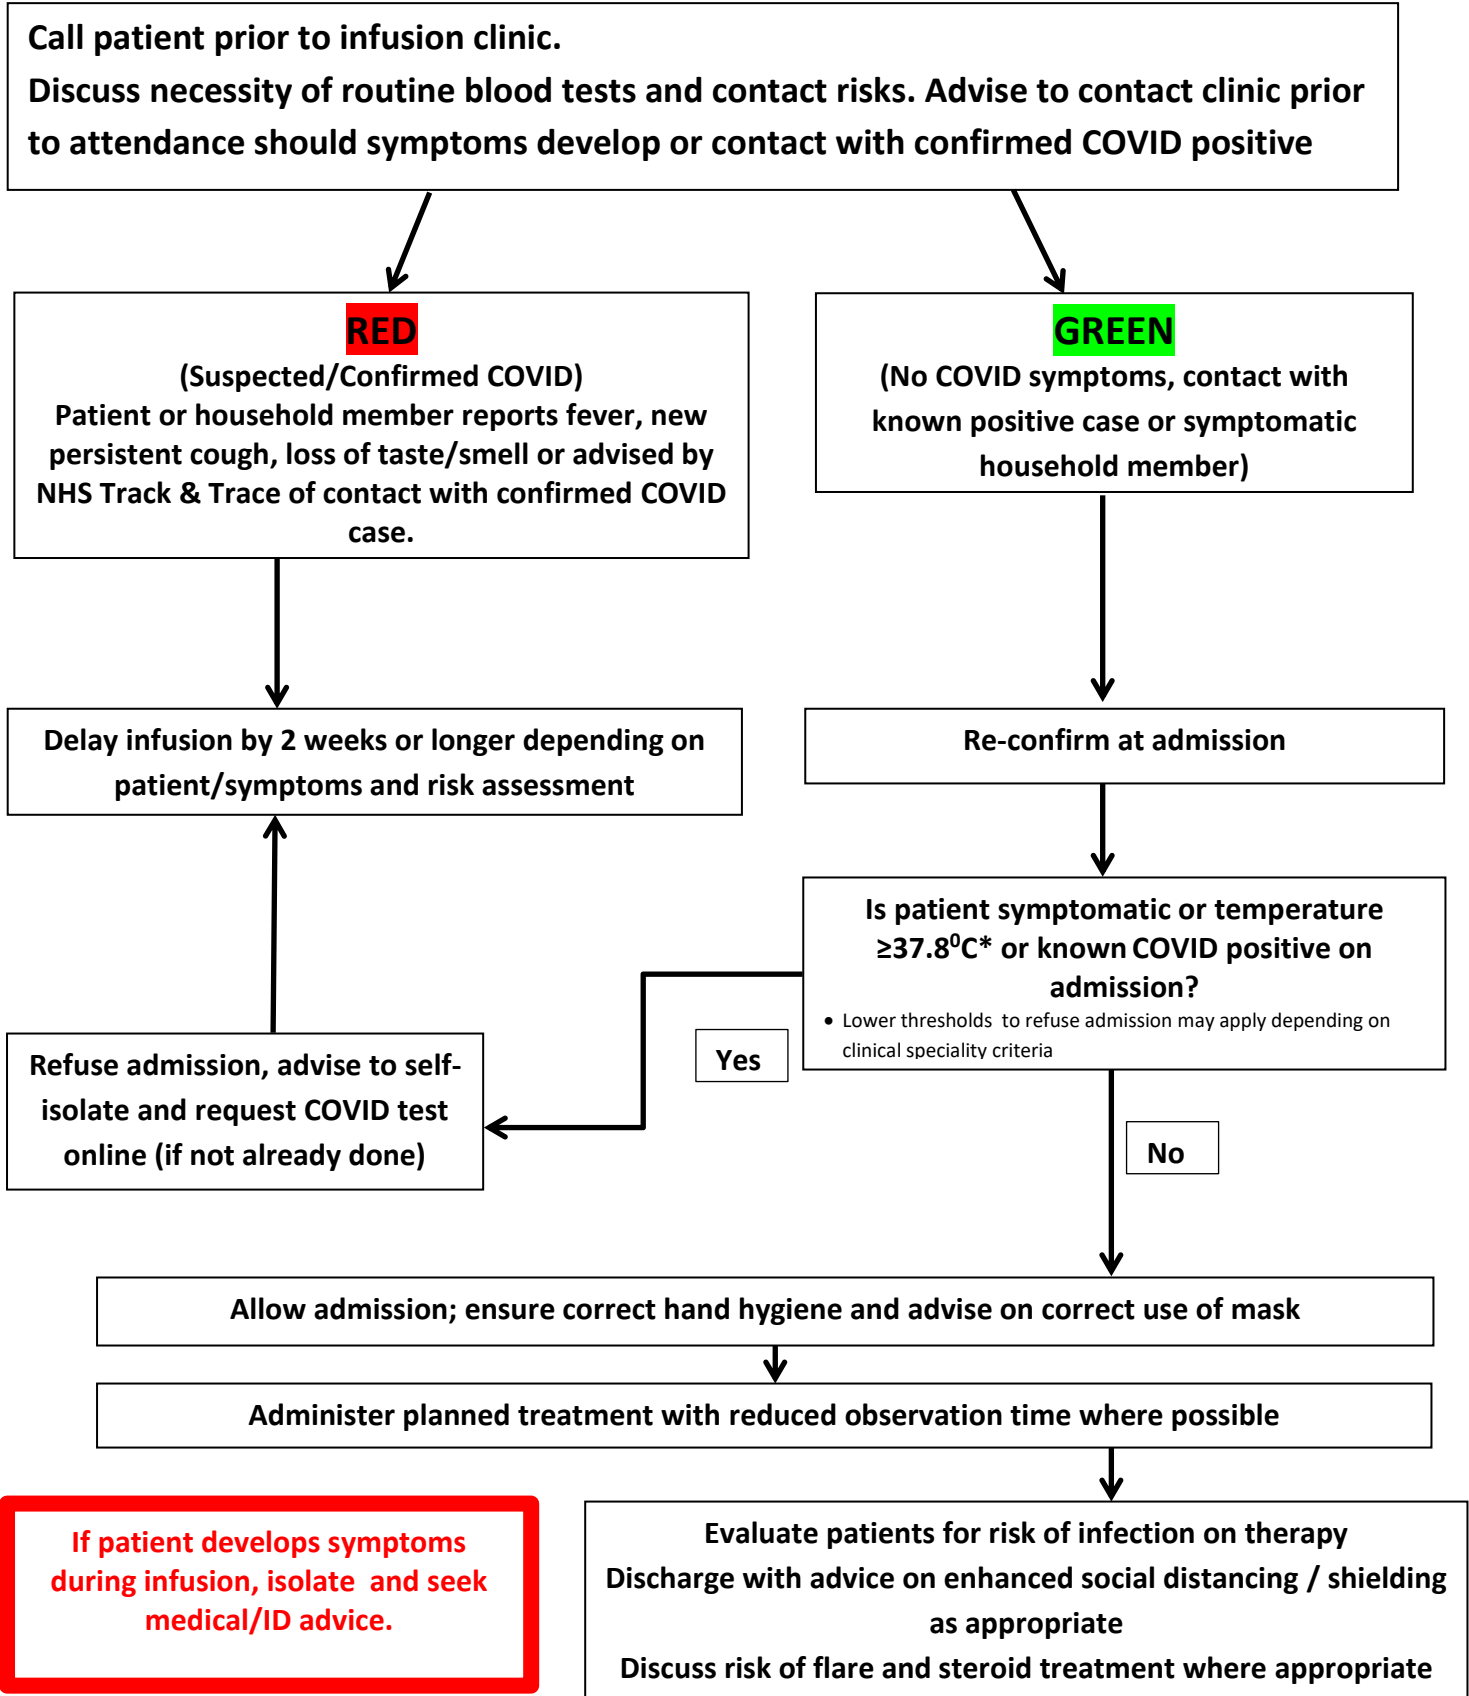 Call patient prior to infusion clinic.
Discuss necessity of routine blood tests and contact risks. Advise to contact clinic prior
to attendance should symptoms develop or contact with confirmed COVID positive
RED
(Suspected/Confirmed COVID)
Patient or household member reports fever, new
persistent cough, loss of taste/smell or advised by
NHS Track & Trace of contact with confirmed COVID
case.
GREEN
(No COVID symptoms, contact with
known positive case or symptomatic
household member)
Delay infusion by 2 weeks or longer depending on
patient/symptoms and risk assessment
Re-confirm at admission
Is patient symptomatic or temperature
≥37.8⁰C* or known COVID positive on
admission?
• Lower thresholds to refuse admission may apply depending on
clinical speciality criteria
Yes
Refuse admission, advise to self-
isolate and request COVID test
online (if not already done)
No
Allow admission; ensure correct hand hygiene and advise on correct use of mask
Administer planned treatment with reduced observation time where possible
If patient develops symptoms
during infusion, isolate and seek
medical/ID advice.
Evaluate patients for risk of infection on therapy
Discharge with advice on enhanced social distancing / shielding
as appropriate
Discuss risk of flare and steroid treatment where appropriate